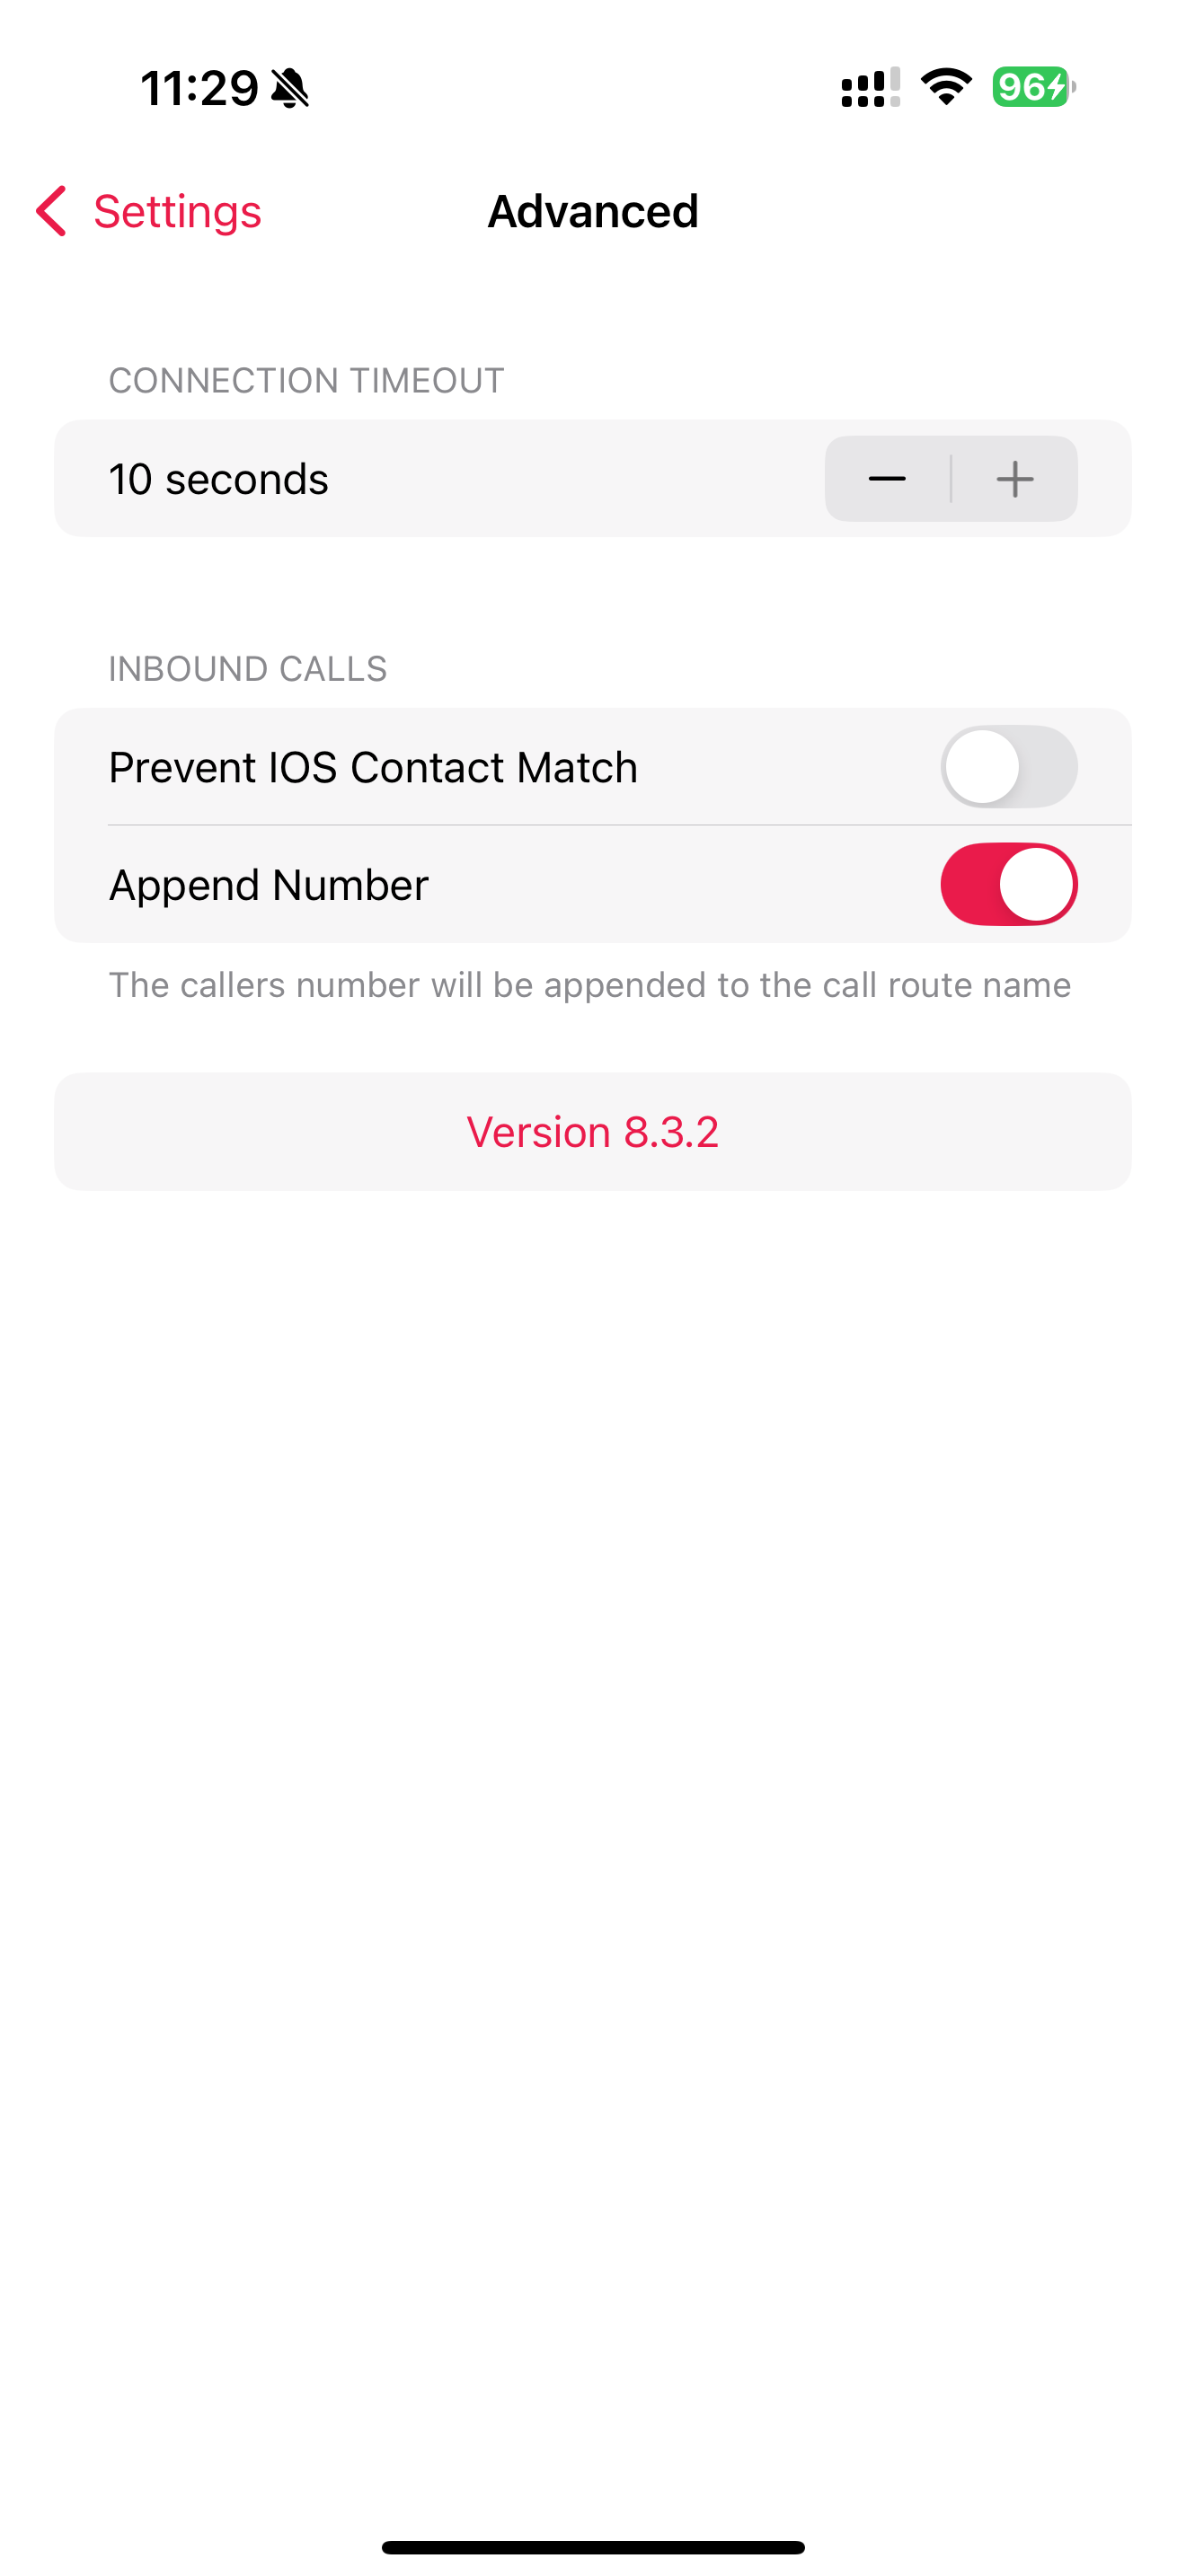 11:29
96
Settings
Advanced
CONNECTION TIMEOUT
10 seconds
INBOUND CALLS
Prevent IOS Contact Match
Append Number
The callers number will be appended to the call route name
Version 8.3.2